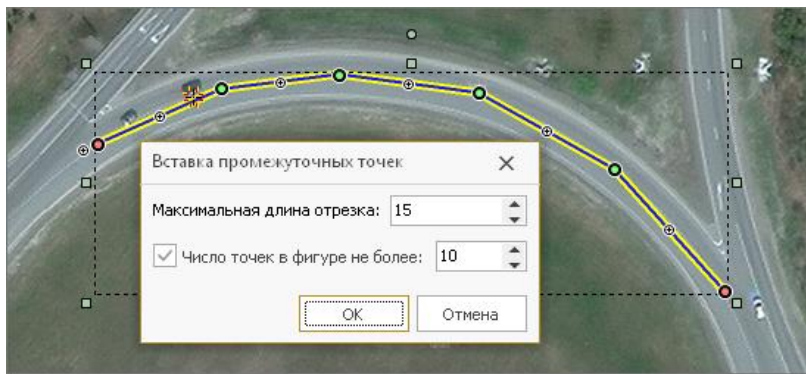 Вставка промежуточных точек
Максимальная длина отрезка: 15
Число точек в фигуре не более: 10
OK
Отмена